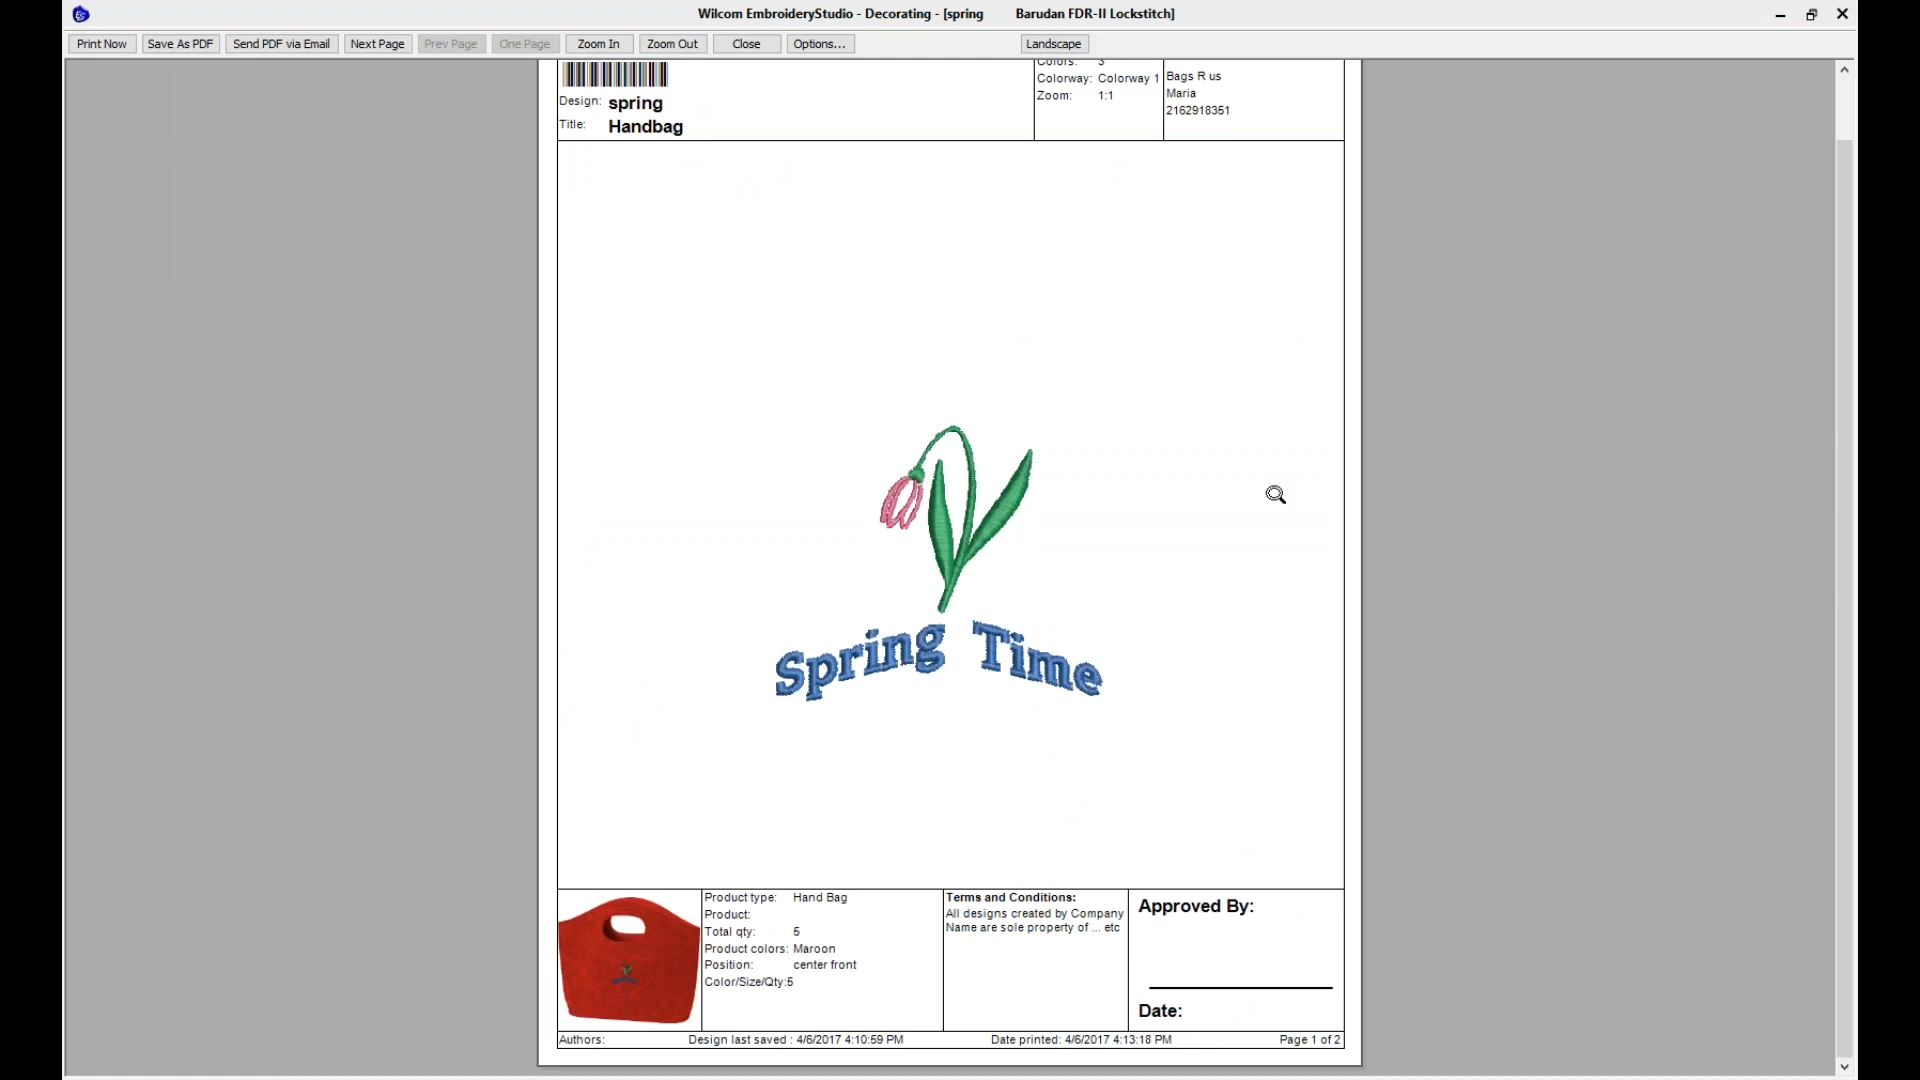 Wilcom EmbroideryStudio - Decorating - [spring Barudan FDR-II Lockstitch]
Print Now Save As PDF Send PDF via Email Next Page Prev Page One Page Zoom In Zoom Out Close Options... Landscape
Colors: 3
Colorway: Colorway 1
Zoom: 1:1
Bags R us
Maria
2162918351
Design: spring
Title: Handbag
Spring Time
Product type: Hand Bag
Product:
Total qty: 5
Product colors: Maroon
Position: center front
Color/Size/Qty:5
Terms and Conditions:
All designs created by Company
Name are sole property of ... etc
Approved By:
Date:
Authors: Design last saved : 4/6/2017 4:10:59 PM Date printed: 4/6/2017 4:13:18 PM Page 1 of 2